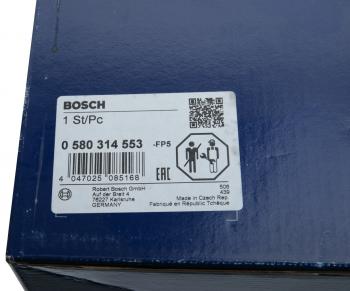 BOSCH
1 St/Pc
0 580 314 553 -FP5
4 047025 085168
EAC
Robert Bosch GmbH
Auf der Breit 4
76227 Karlsruhe
GERMANY
506
439
Made in Czech Rep.
Fabriqué en République Tchèque